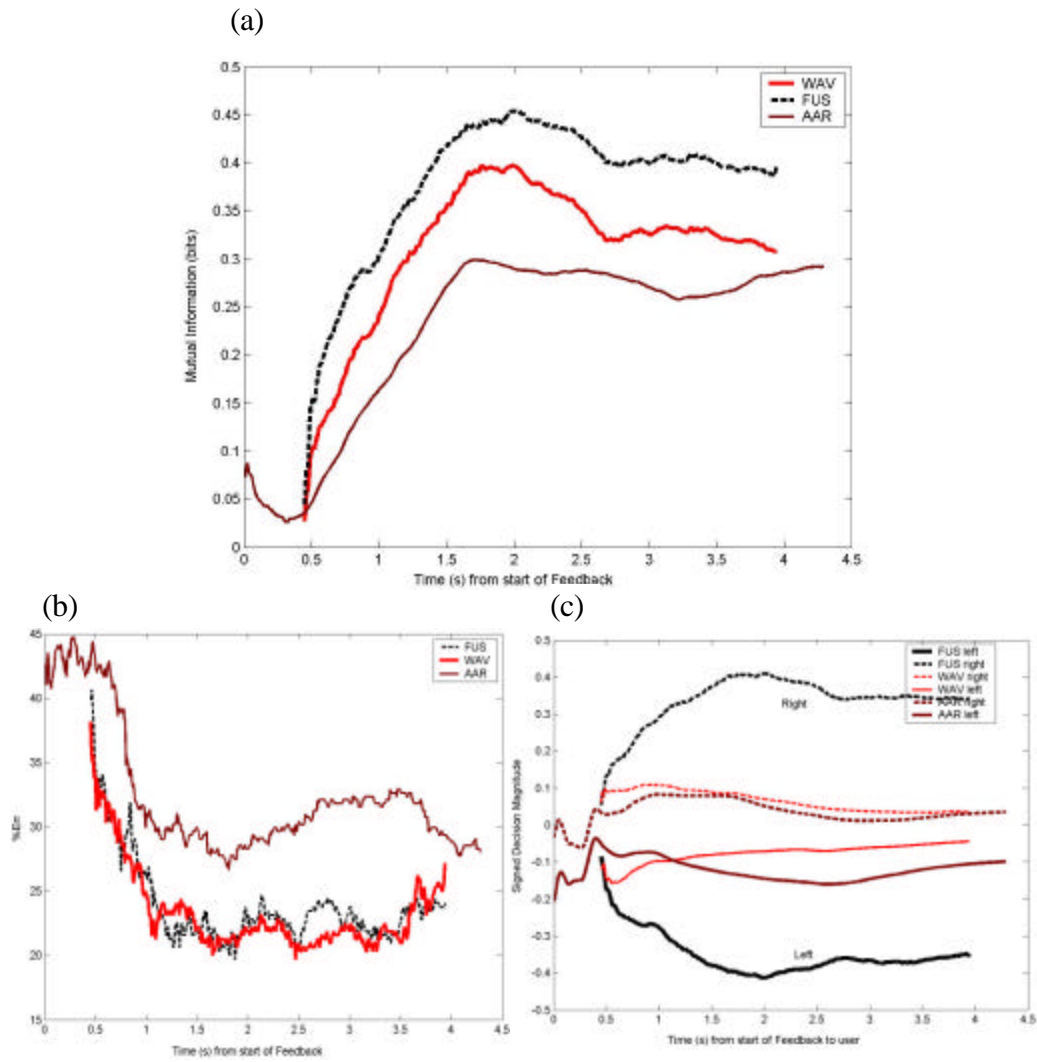 (a)
0.5
0.45
0.4
0.35
0.3
0.25
0.2
0.15
0.1
0.05
0
Mutual Information (bits)
WAV
FUS
AAR
0 0.5 1 1.5 2 2.5 3 3.5 4 4.5
Time (s) from start of Feedback
(b)
45
40
35
30
25
20
15
%Err
FUS
WAV
AAR
0 0.5 1 1.5 2 2.5 3 3.5 4 4.5
Time (s) from start of Feedback
(c)
0.5
0.4
0.3
0.2
0.1
0
-0.1
-0.2
-0.3
-0.4
-0.5
Signed Decision Magnitude
FUS left
FUS right
WAV right
WAV left
AAR right
AAR left
Right
Left
0 0.5 1 1.5 2 2.5 3 3.5 4 4.5
Time (s) from start of Feedback to user